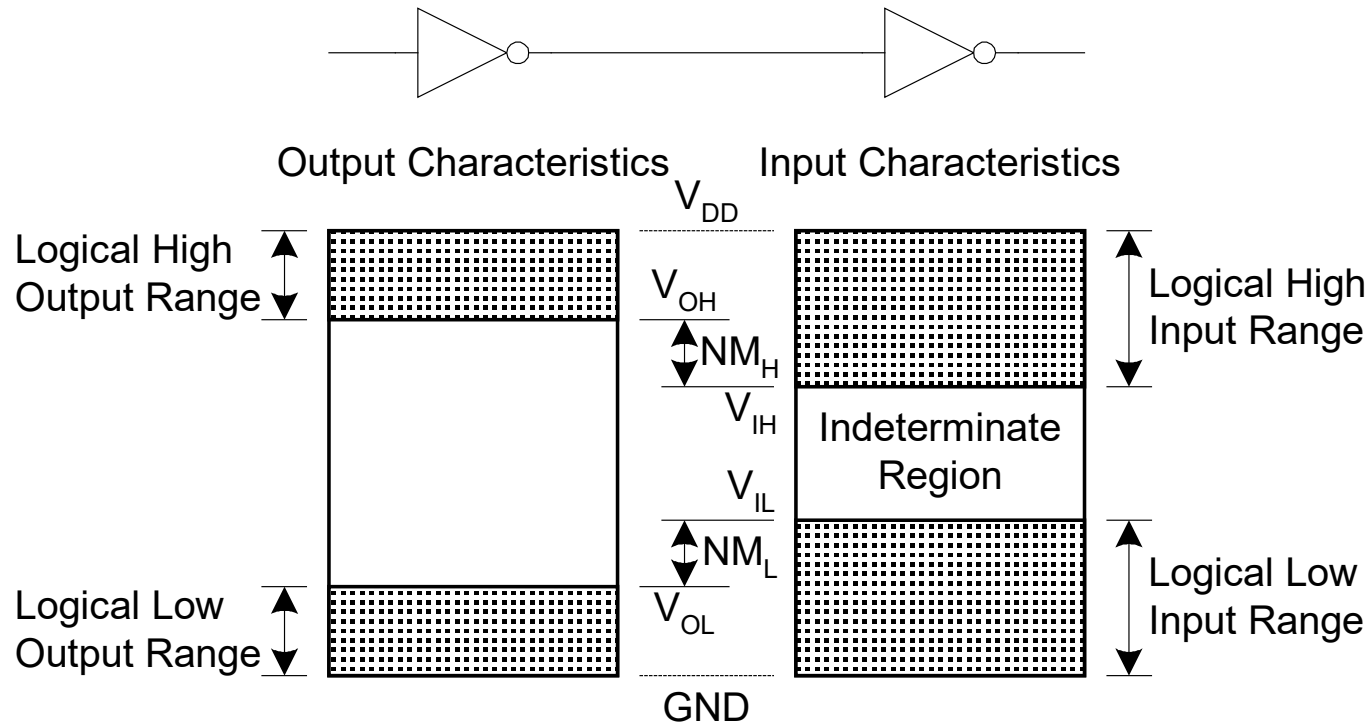 Output Characteristics
Input Characteristics
V_DD
Logical High
Output Range
V_OH
NM_H
V_IH
Logical High
Input Range
Indeterminate
Region
V_IL
NM_L
V_OL
Logical Low
Output Range
Logical Low
Input Range
GND